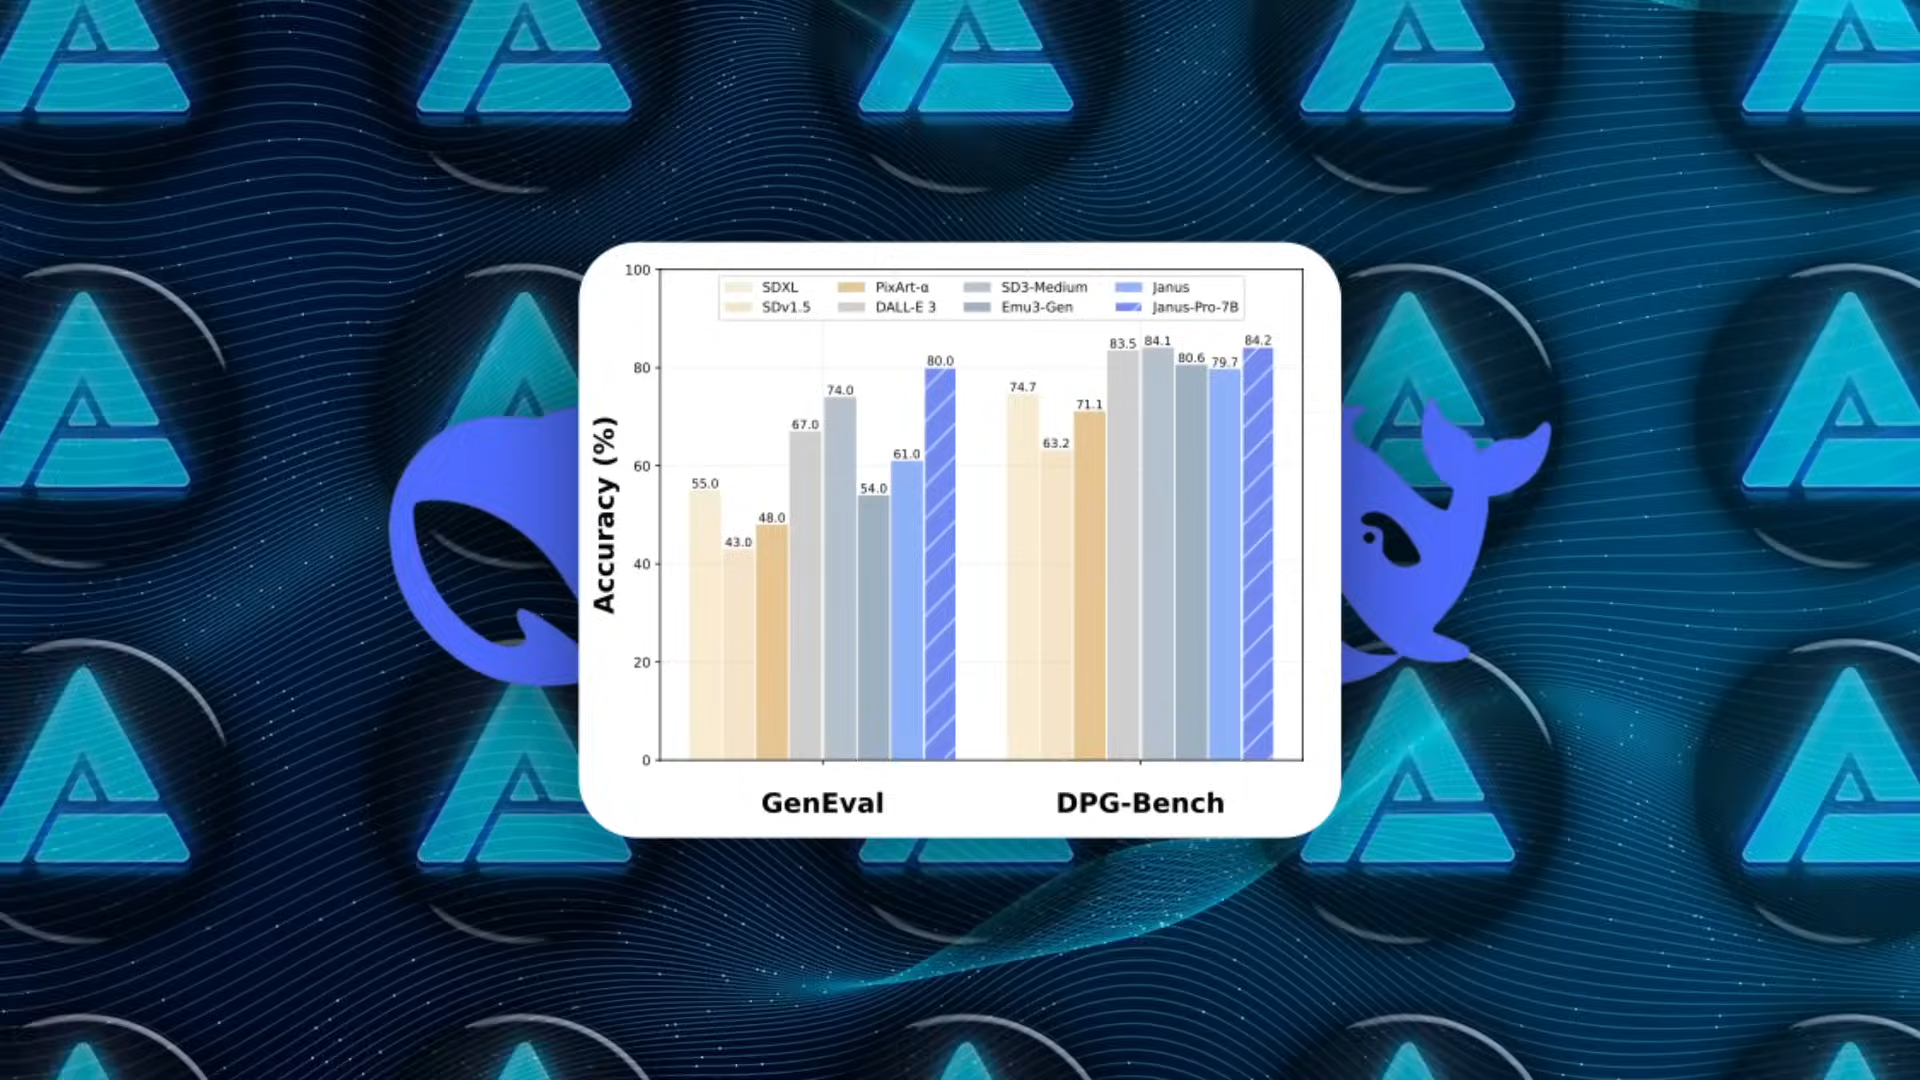 100
SDXL PixArt-α SD3-Medium Janus
SDv1.5 DALL-E 3 Emu3-Gen Janus-Pro-7B
80
60
40
20
0
Accuracy (%)
55.0 43.0 48.0 67.0 74.0 54.0 61.0 80.0
74.7 63.2 71.1 83.5 84.1 80.6 79.7 84.2
GenEval DPG-Bench